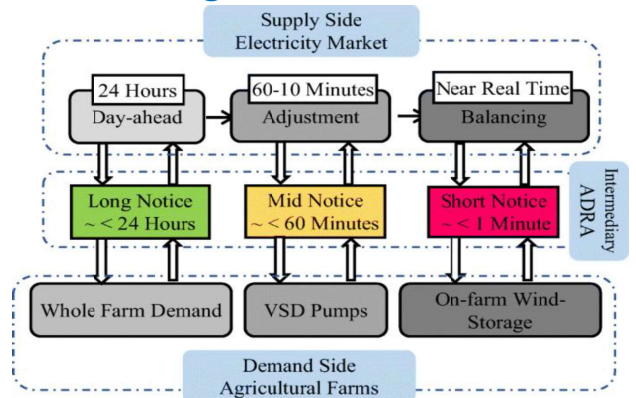 Supply Side
Electricity Market
24 Hours
60-10 Minutes
Near Real Time
Day-ahead
Adjustment
Balancing
Long Notice
~ < 24 Hours
Mid Notice
~ < 60 Minutes
Short Notice
~ < 1 Minute
Intermediary
ADRA
Whole Farm Demand
VSD Pumps
On-farm Wind-
Storage
Demand Side
Agricultural Farms